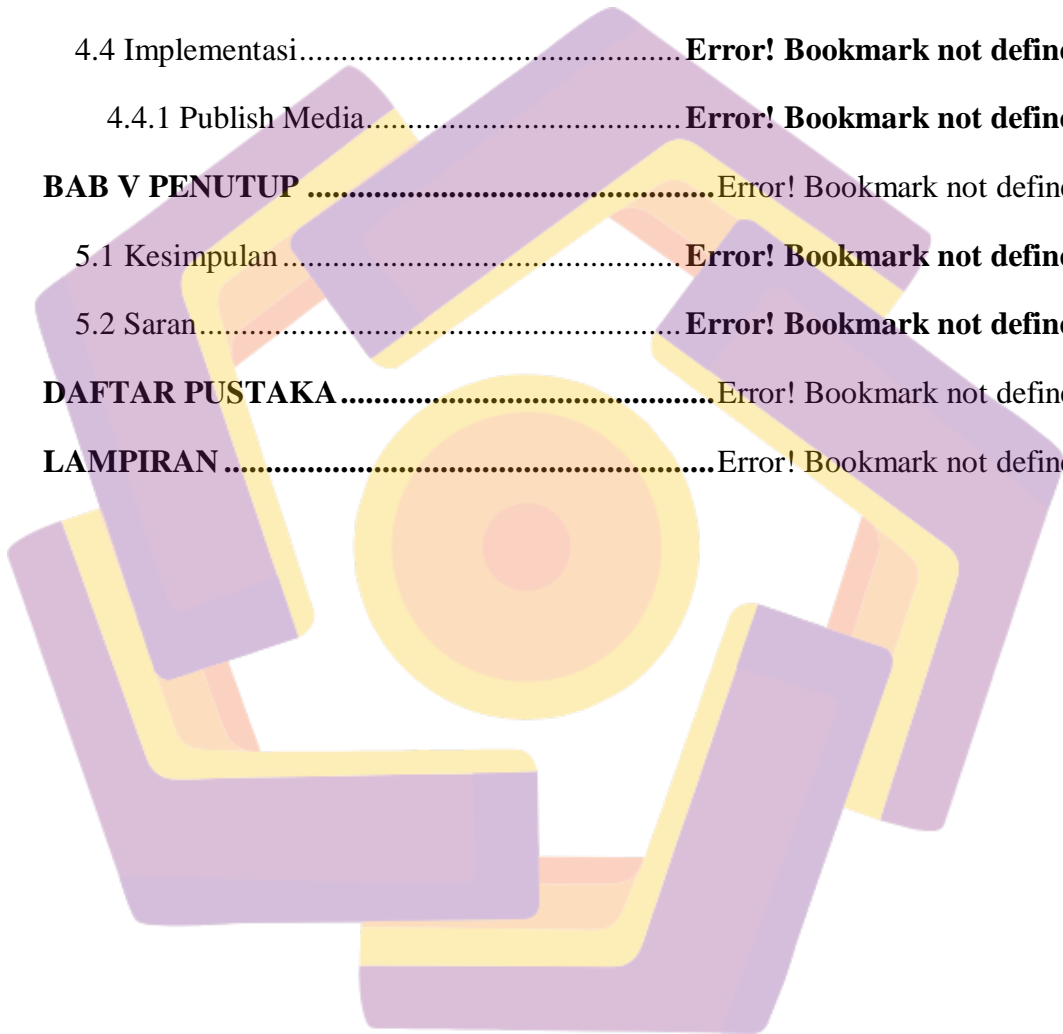 4.4 Implementasi.............................................. Error! Bookmark not define
4.4.1 Publish Media...................................... Error! Bookmark not define
BAB V PENUTUP ................................................. Error! Bookmark not define
5.1 Kesimpulan ................................................ Error! Bookmark not define
5.2 Saran.......................................................... Error! Bookmark not define
DAFTAR PUSTAKA............................................. Error! Bookmark not define
LAMPIRAN ........................................................... Error! Bookmark not define